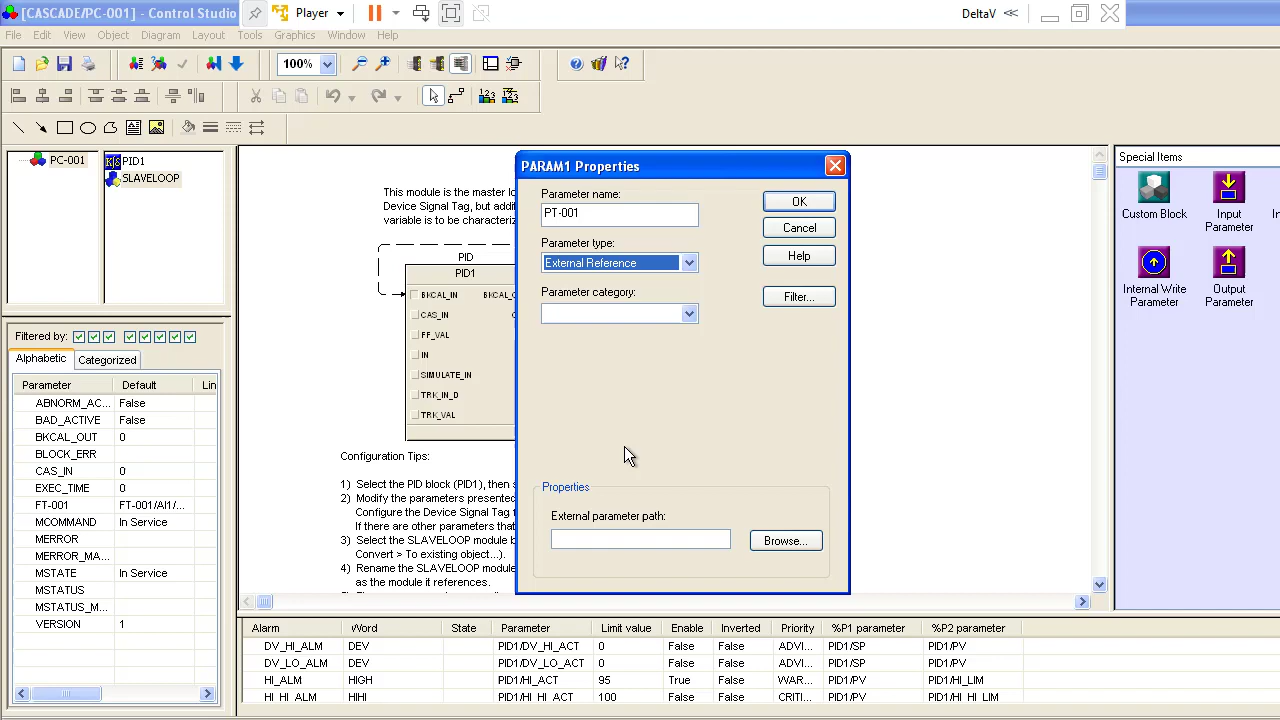 [CASCADE/PC-001] - Control Studio
Player
DeltaV
File Edit View Object Diagram Layout Tools Graphics Window Help
100%
PC-001
PID1
SLAVELOOP
Filtered by:
Alphabetic Categorized
Parameter Default Lin
ABNORM_AC... False
BAD_ACTIVE False
BKCAL_OUT 0
BLOCK_ERR
CAS_IN 0
EXEC_TIME 0
FT-001 FT-001/AI1/...
MCOMMAND In Service
MERROR
MERROR_MA...
MSTATE In Service
MSTATUS
MSTATUS_M...
VERSION 1
This module is the master lo
Device Signal Tag, but addi
variable is to be characteriz
PID
PID1
BKCAL_IN BKCAL_O
CAS_IN
FF_VAL
IN
SIMULATE_IN
TRK_IN_D
TRK_VAL
Configuration Tips:
1) Select the PID block (PID1), then s
2) Modify the parameters presented
Configure the Device Signal Tag f
If there are other parameters that
3) Select the SLAVELOOP module b
Convert > To existing object...).
4) Rename the SLAVELOOP module
as the module it references.
PARAM1 Properties
Parameter name:
PT-001
Parameter type:
External Reference
Parameter category:
OK
Cancel
Help
Filter...
Properties
External parameter path:
Browse...
Special Items
Custom Block
Input Parameter
Internal Write Parameter
Output Parameter
Alarm Word State Parameter Limit value Enable Inverted Priority %P1 parameter %P2 parameter
DV_HI_ALM DEV PID1/DV_HI_ACT 0 False False ADVI... PID1/SP PID1/PV
DV_LO_ALM DEV PID1/DV_LO_ACT 0 False False ADVI... PID1/SP PID1/PV
HI_ALM HIGH PID1/HI_ACT 95 True False WAR... PID1/PV PID1/HI_LIM
HI_HI_ALM HIHI PID1/HI_HI_ACT 100 False False CRITI... PID1/PV PID1/HI_HI_LIM